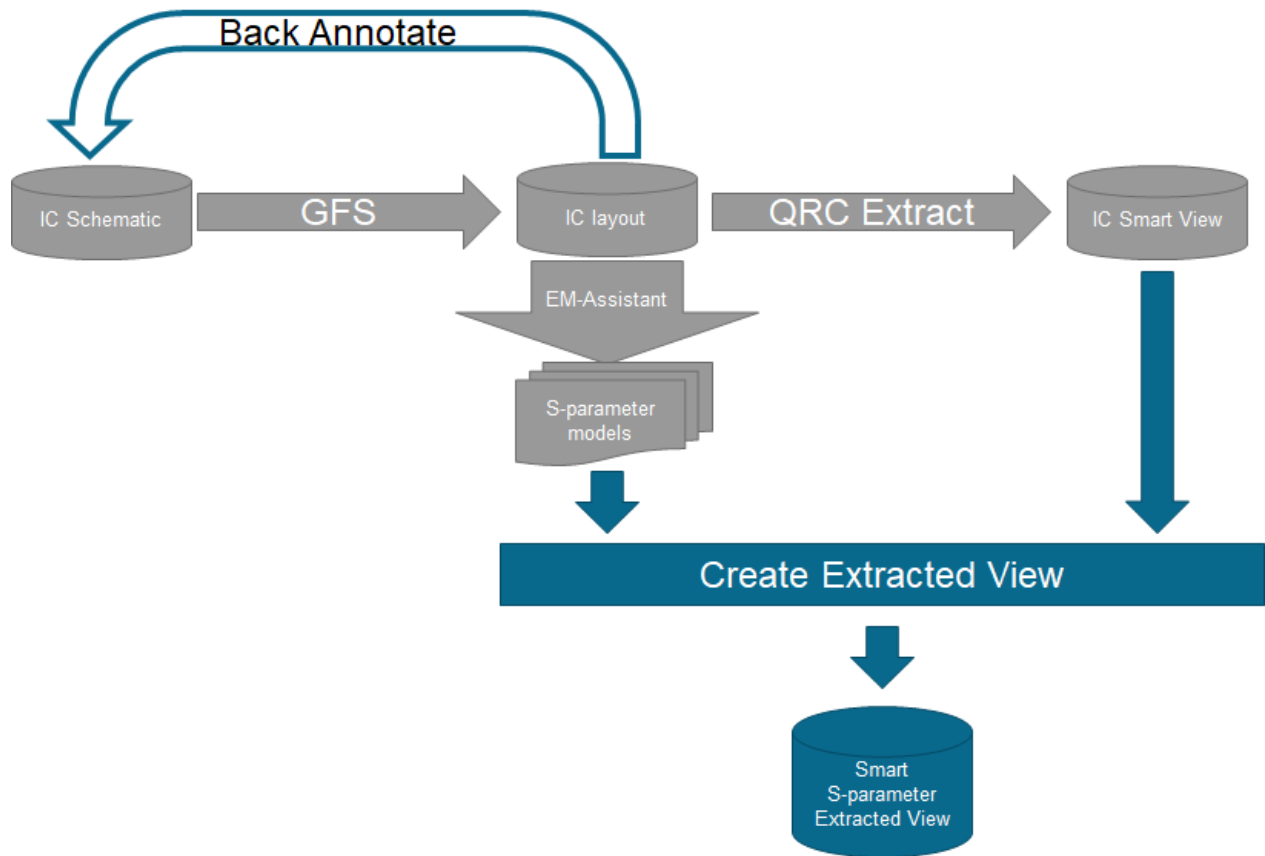 Back Annotate
IC Schematic
GFS
IC layout
QRC Extract
IC Smart View
EM-Assistant
S-parameter
models
Create Extracted View
Smart
S-parameter
Extracted View